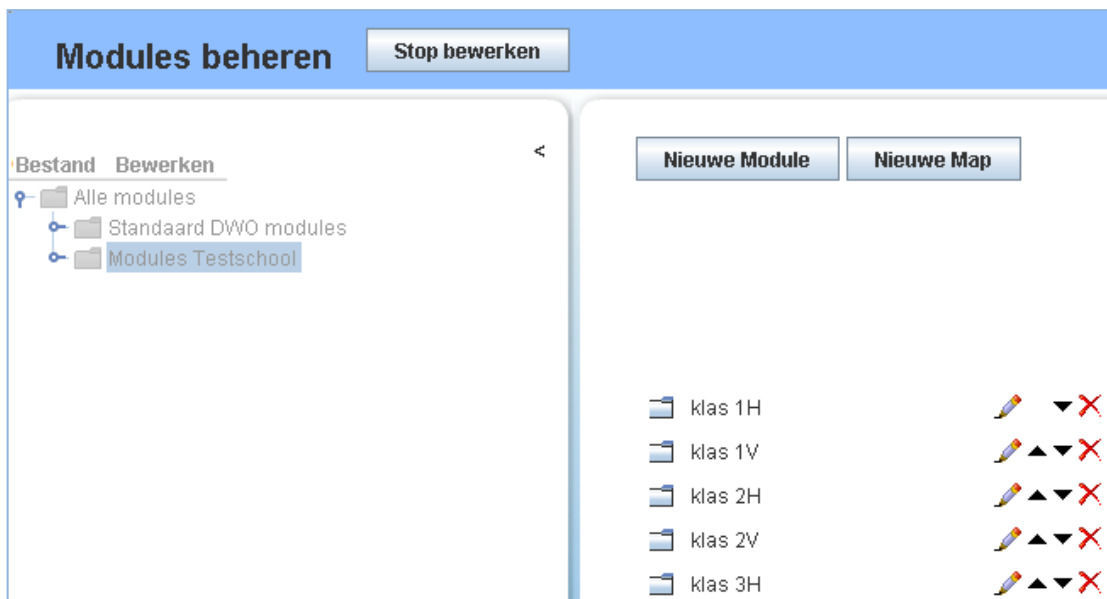 Modules beheren Stop bewerken
<
Bestand Bewerken
Alle modules
Standaard DWO modules
Modules Testschool
Nieuwe Module Nieuwe Map
klas 1H
klas 1V
klas 2H
klas 2V
klas 3H